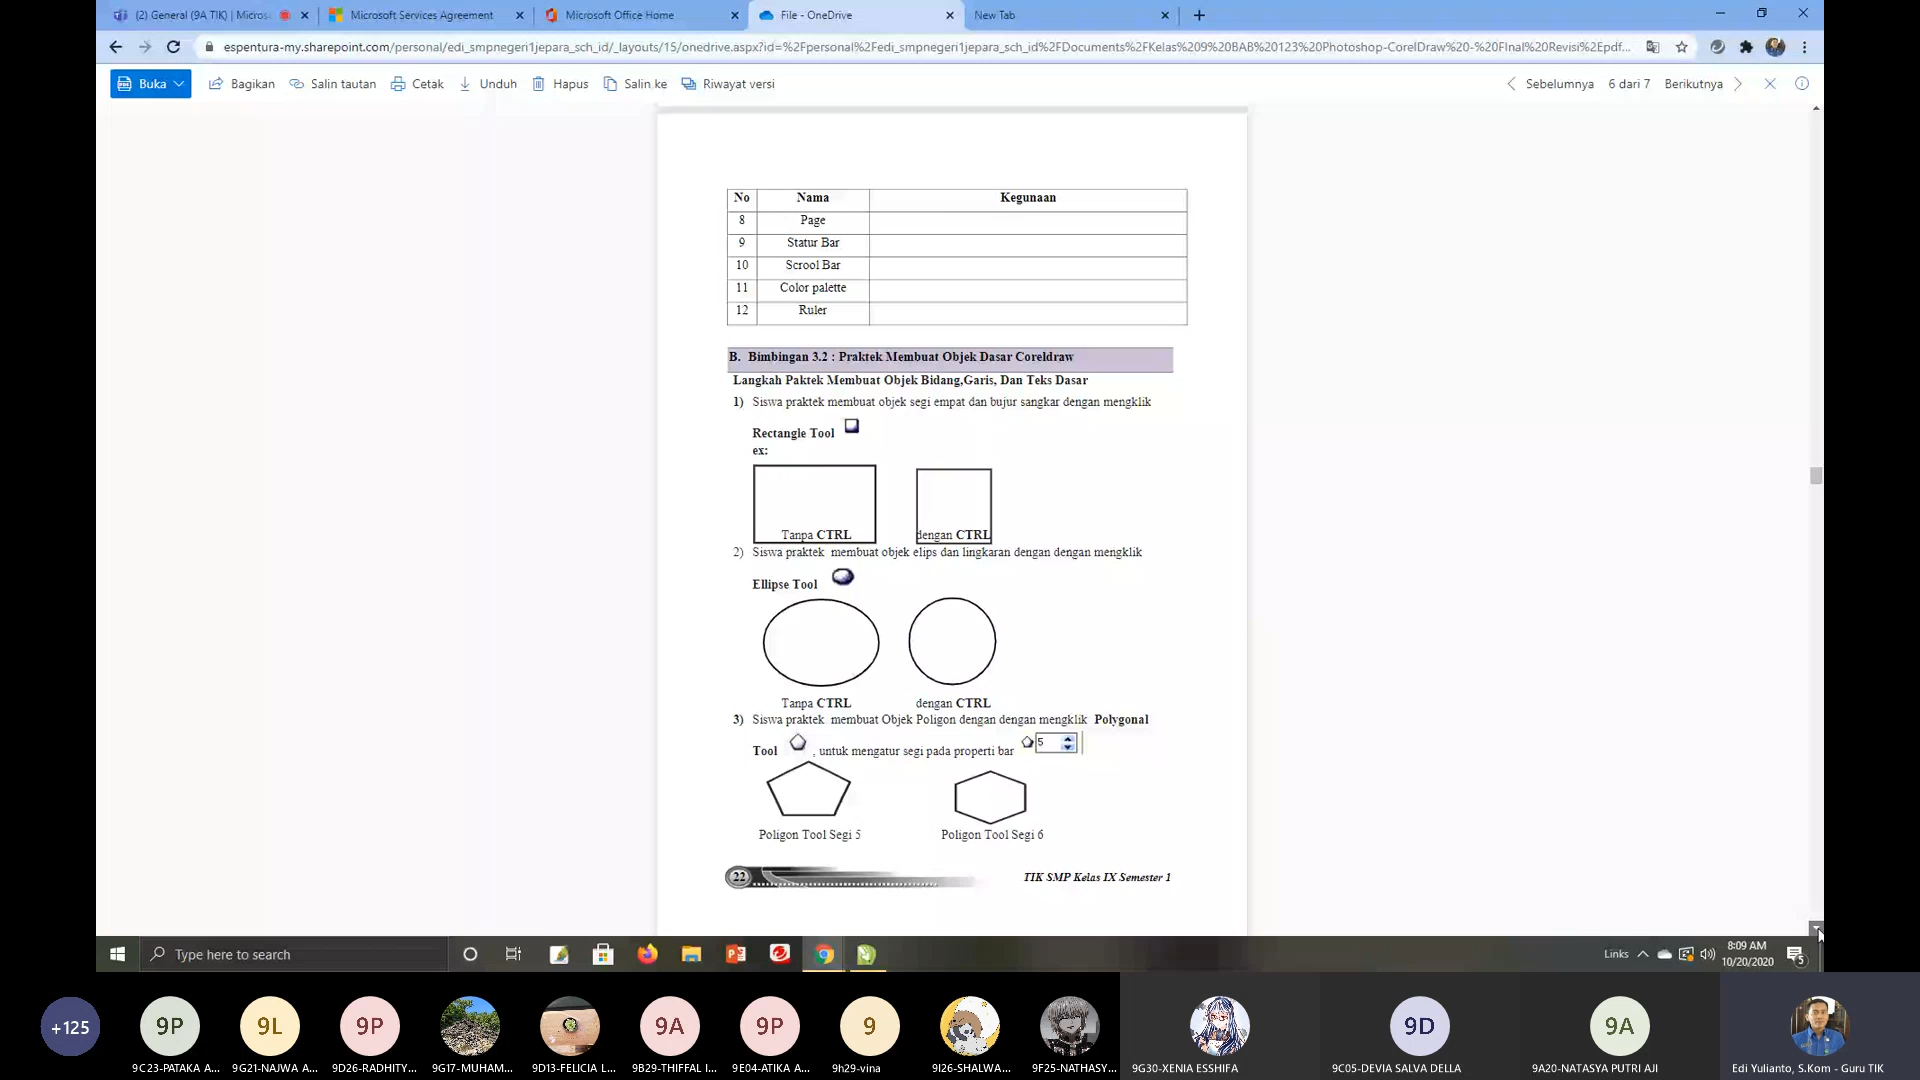 (2) General (9A TIK) | Micros
Microsoft Services Agreement
Microsoft Office Home
File - OneDrive
New Tab
espentura-my.sharepoint.com/personal/edi_smpnegeri1jepara_sch_id/_layouts/15/onedrive.aspx?id=%2Fpersonal%2Fedi_smpnegeri1jepara_sch_id%2FDocuments%2FKelas%209%20BAB%20123%20Photoshop-CorelDraw%20-%20FInal%20Revisi%2Epdf...
Buka
Bagikan
Salin tautan
Cetak
Unduh
Hapus
Salin ke
Riwayat versi
Sebelumnya
6 dari 7
Berikutnya
No Nama Kegunaan
8 Page
9 Statur Bar
10 Scrool Bar
11 Color palette
12 Ruler
B. Bimbingan 3.2 : Praktek Membuat Objek Dasar Coreldraw
Langkah Paktek Membuat Objek Bidang,Garis, Dan Teks Dasar
1) Siswa praktek membuat objek segi empat dan bujur sangkar dengan mengklik
Rectangle Tool
ex:
Tanpa CTRL dengan CTRL
2) Siswa praktek membuat objek elips dan lingkaran dengan dengan mengklik
Ellipse Tool
Tanpa CTRL dengan CTRL
3) Siswa praktek membuat Objek Poligon dengan dengan mengklik Polygonal
Tool , untuk mengatur segi pada properti bar 5
Poligon Tool Segi 5 Poligon Tool Segi 6
22 TIK SMP Kelas IX Semester 1
Type here to search
Links
8:09 AM
10/20/2020
5
+125
9P
9L
9P
9A
9P
9
9D
9A
9C23-PATAKA A...
9G21-NAJWA A...
9D26-RADHITY...
9G17-MUHAM...
9D13-FELICIA L...
9B29-THIFFAL I...
9E04-ATIKA A...
9h29-vina
9I26-SHALWA...
9F25-NATHASY...
9G30-XENIA ESSHIFA
9C05-DEVIA SALVA DELLA
9A20-NATASYA PUTRI AJI
Edi Yulianto, S.Kom - Guru TIK